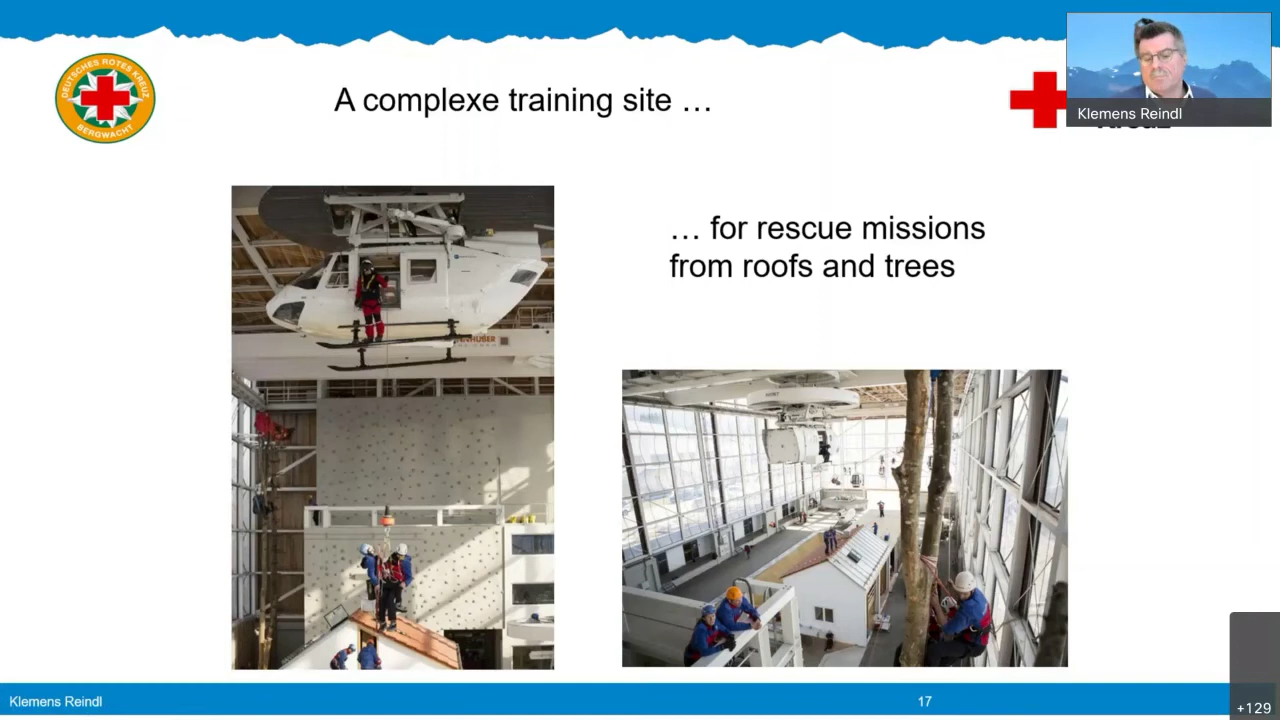 DEUTSCHES ROTES KREUZ
BERGWACHT
A complexe training site …
Klemens Reindl
… for rescue missions
from roofs and trees
Klemens Reindl
17
+129